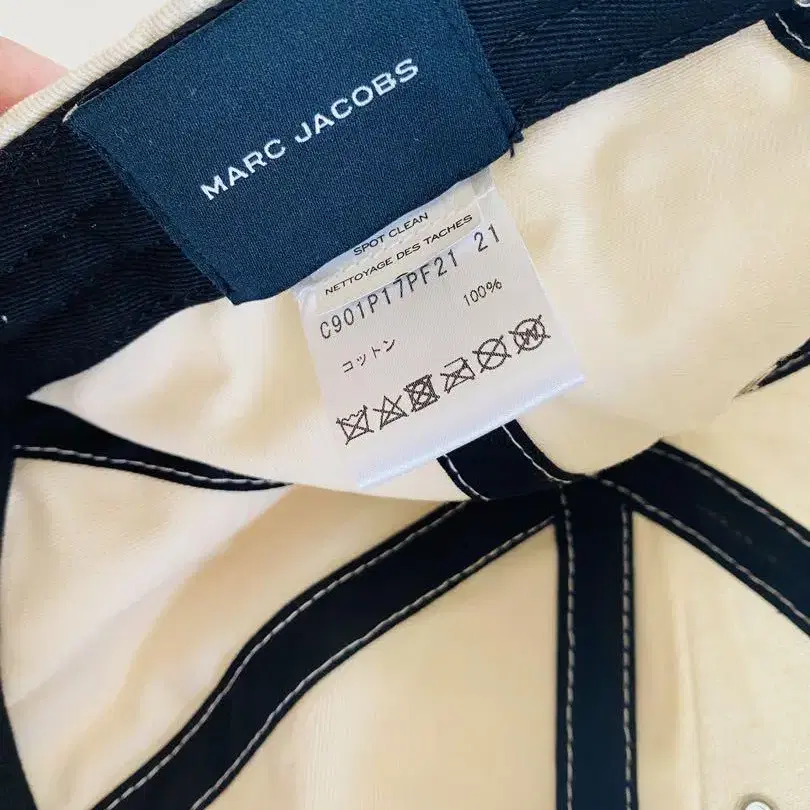 MARC JACOBS
SPOT CLEAN
NETTOYAGE DES TACHES
C901P17PF21 21
100%
コットン